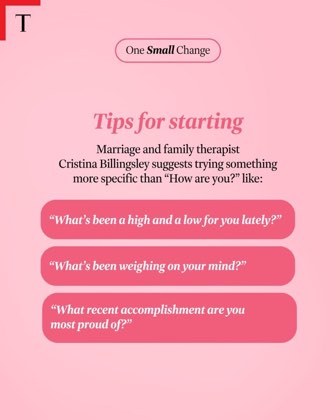 T
One Small Change
Tips for starting
Marriage and family therapist
Cristina Billingsley suggests trying something
more specific than “How are you?” like:
“What’s been a high and a low for you lately?”
“What’s been weighing on your mind?”
“What recent accomplishment are you
most proud of?”